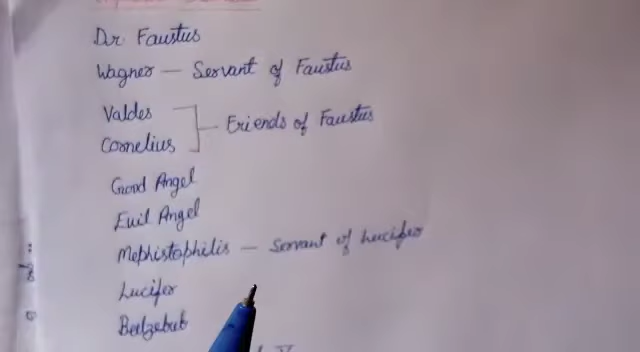 Dr Faustus
Wagner — Servant of Faustus
Valdes
Cornelius
Friends of Faustus
Good Angel
Evil Angel
Mephistophilis — Servant of Lucifer
Lucifer
Beelzebub